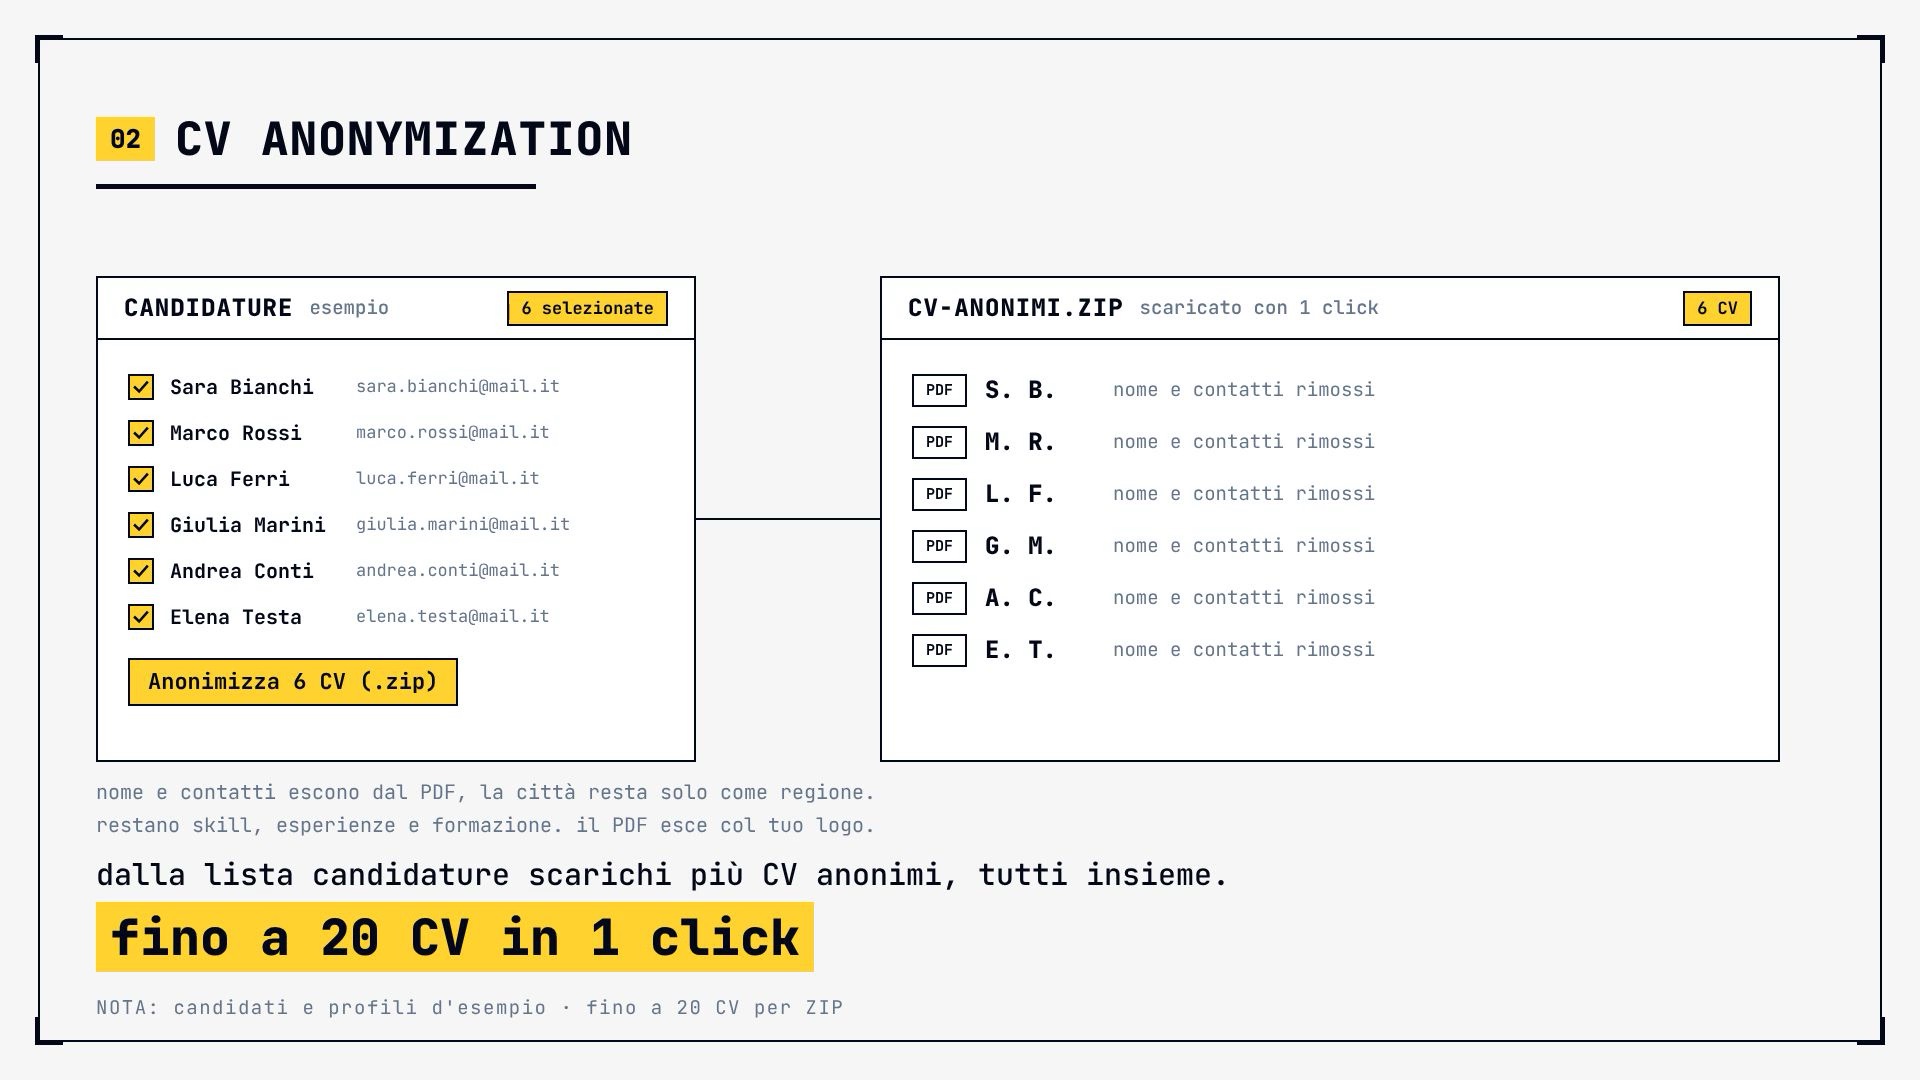 02 CV ANONYMIZATION
CANDIDATURE esempio 6 selezionate
Sara Bianchi sara.bianchi@mail.it
Marco Rossi marco.rossi@mail.it
Luca Ferri luca.ferri@mail.it
Giulia Marini giulia.marini@mail.it
Andrea Conti andrea.conti@mail.it
Elena Testa elena.testa@mail.it
Anonimizza 6 CV (.zip)
CV-ANONIMI.ZIP scaricato con 1 click 6 CV
PDF S. B. nome e contatti rimossi
PDF M. R. nome e contatti rimossi
PDF L. F. nome e contatti rimossi
PDF G. M. nome e contatti rimossi
PDF A. C. nome e contatti rimossi
PDF E. T. nome e contatti rimossi
nome e contatti escono dal PDF, la città resta solo come regione.
restano skill, esperienze e formazione. il PDF esce col tuo logo.
dalla lista candidature scarichi più CV anonimi, tutti insieme.
fino a 20 CV in 1 click
NOTA: candidati e profili d'esempio · fino a 20 CV per ZIP